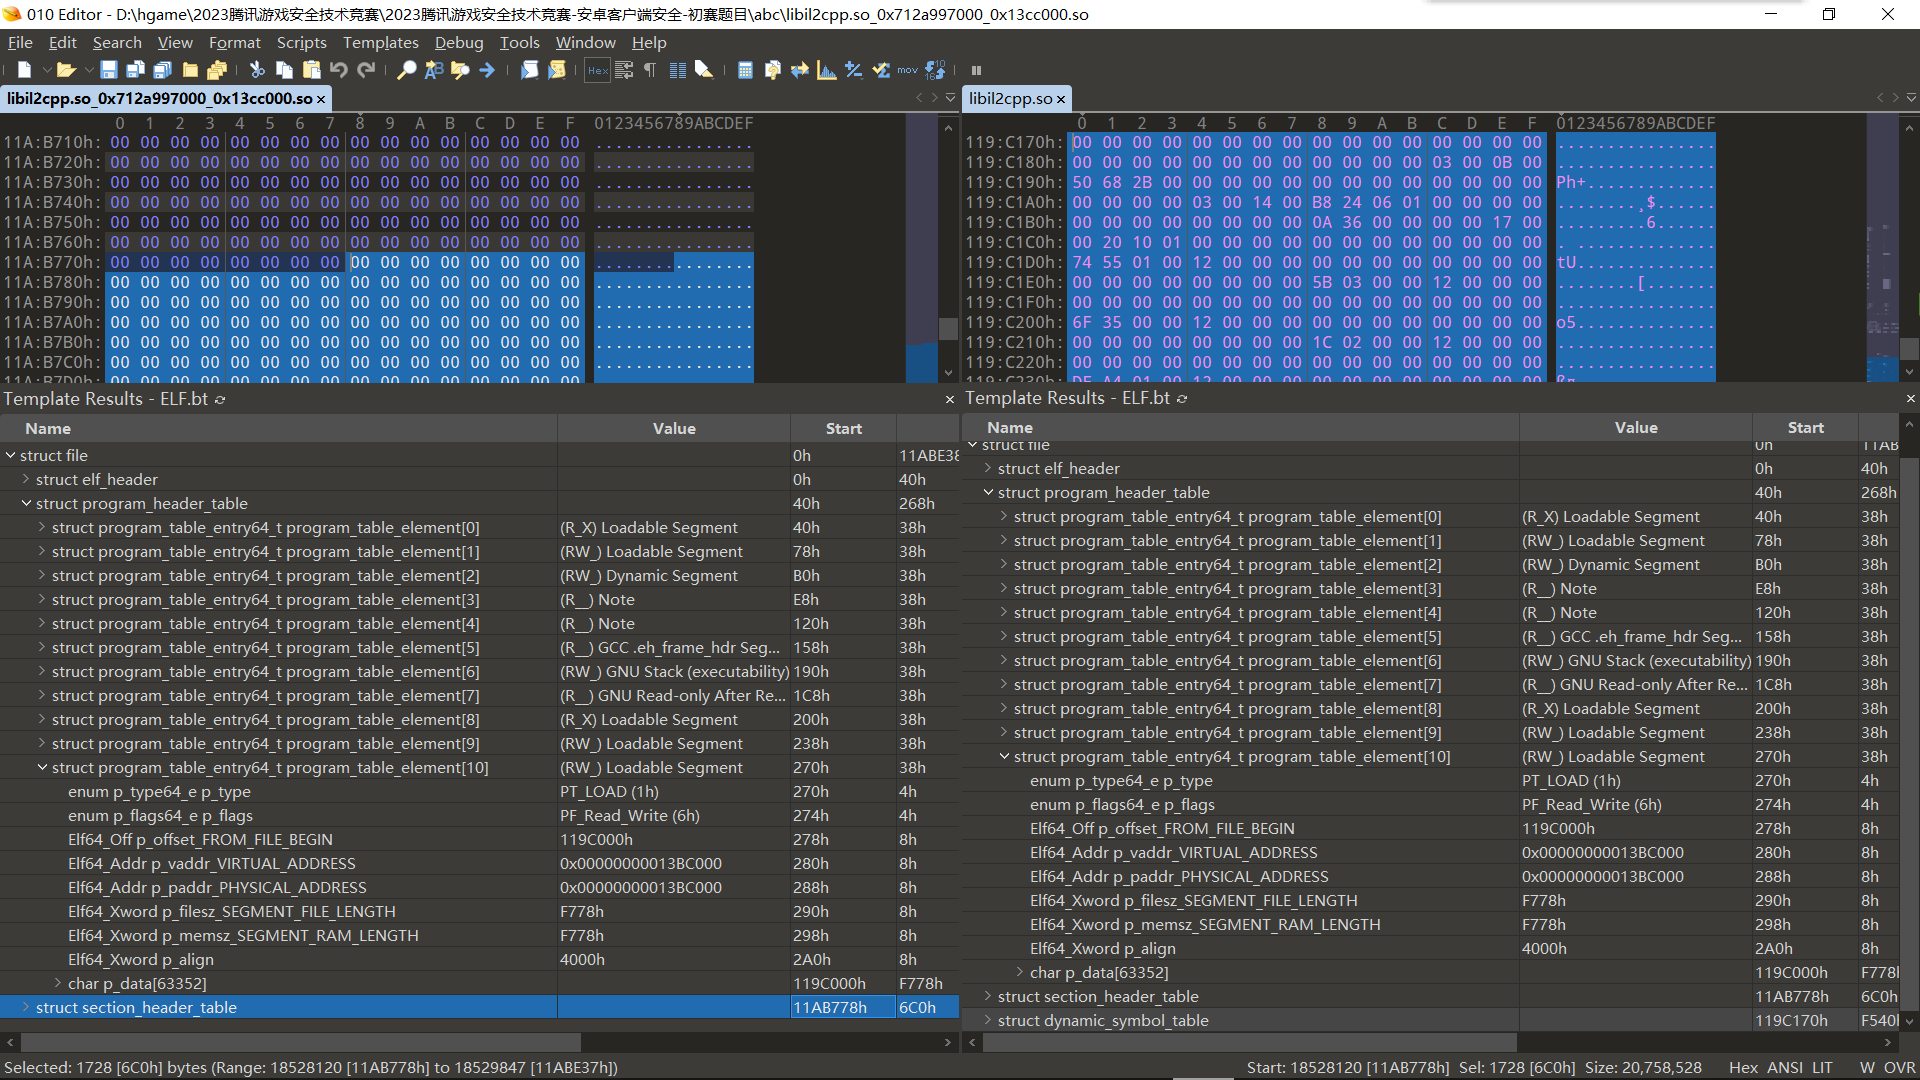 010 Editor - D:\hgame\2023腾讯游戏安全技术竞赛\2023腾讯游戏安全技术竞赛-安卓客户端安全-初赛题目\abc\libil2cpp.so_0x712a997000_0x13cc000.so
File Edit Search View Format Scripts Templates Debug Tools Window Help
libil2cpp.so_0x712a997000_0x13cc000.so
0 1 2 3 4 5 6 7 8 9 A B C D E F 0123456789ABCDEF
11A:B710h: 00 00 00 00 00 00 00 00 00 00 00 00 00 00 00 00 ................
11A:B720h: 00 00 00 00 00 00 00 00 00 00 00 00 00 00 00 00 ................
11A:B730h: 00 00 00 00 00 00 00 00 00 00 00 00 00 00 00 00 ................
11A:B740h: 00 00 00 00 00 00 00 00 00 00 00 00 00 00 00 00 ................
11A:B750h: 00 00 00 00 00 00 00 00 00 00 00 00 00 00 00 00 ................
11A:B760h: 00 00 00 00 00 00 00 00 00 00 00 00 00 00 00 00 ................
11A:B770h: 00 00 00 00 00 00 00 00 00 00 00 00 00 00 00 00 ................
11A:B780h: 00 00 00 00 00 00 00 00 00 00 00 00 00 00 00 00 ................
11A:B790h: 00 00 00 00 00 00 00 00 00 00 00 00 00 00 00 00 ................
11A:B7A0h: 00 00 00 00 00 00 00 00 00 00 00 00 00 00 00 00 ................
11A:B7B0h: 00 00 00 00 00 00 00 00 00 00 00 00 00 00 00 00 ................
11A:B7C0h: 00 00 00 00 00 00 00 00 00 00 00 00 00 00 00 00 ................
11A:B7D0h: 00 00 00 00 00 00 00 00 00 00 00 00 00 00 00 00
Template Results - ELF.bt
Name Value Start
struct file 0h 11ABE38
struct elf_header 0h 40h
struct program_header_table 40h 268h
struct program_table_entry64_t program_table_element[0] (R_X) Loadable Segment 40h 38h
struct program_table_entry64_t program_table_element[1] (RW_) Loadable Segment 78h 38h
struct program_table_entry64_t program_table_element[2] (RW_) Dynamic Segment B0h 38h
struct program_table_entry64_t program_table_element[3] (R__) Note E8h 38h
struct program_table_entry64_t program_table_element[4] (R__) Note 120h 38h
struct program_table_entry64_t program_table_element[5] (R__) GCC .eh_frame_hdr Seg... 158h 38h
struct program_table_entry64_t program_table_element[6] (RW_) GNU Stack (executability) 190h 38h
struct program_table_entry64_t program_table_element[7] (R__) GNU Read-only After Re... 1C8h 38h
struct program_table_entry64_t program_table_element[8] (R_X) Loadable Segment 200h 38h
struct program_table_entry64_t program_table_element[9] (RW_) Loadable Segment 238h 38h
struct program_table_entry64_t program_table_element[10] (RW_) Loadable Segment 270h 38h
enum p_type64_e p_type PT_LOAD (1h) 270h 4h
enum p_flags64_e p_flags PF_Read_Write (6h) 274h 4h
Elf64_Off p_offset_FROM_FILE_BEGIN 119C000h 278h 8h
Elf64_Addr p_vaddr_VIRTUAL_ADDRESS 0x00000000013BC000 280h 8h
Elf64_Addr p_paddr_PHYSICAL_ADDRESS 0x00000000013BC000 288h 8h
Elf64_Xword p_filesz_SEGMENT_FILE_LENGTH F778h 290h 8h
Elf64_Xword p_memsz_SEGMENT_RAM_LENGTH F778h 298h 8h
Elf64_Xword p_align 4000h 2A0h 8h
char p_data[63352] 119C000h F778h
struct section_header_table 11AB778h 6C0h
libil2cpp.so
0 1 2 3 4 5 6 7 8 9 A B C D E F 0123456789ABCDEF
119:C170h: 00 00 00 00 00 00 00 00 00 00 00 00 00 00 00 00 ................
119:C180h: 00 00 00 00 00 00 00 00 00 00 00 00 03 00 0B 00 ................
119:C190h: 50 68 2B 00 00 00 00 00 00 00 00 00 00 00 00 00 Ph+.............
119:C1A0h: 00 00 00 00 03 00 14 00 B8 24 06 01 00 00 00 00 ........¸$......
119:C1B0h: 00 00 00 00 00 00 00 00 0A 36 00 00 00 00 17 00 .........6......
119:C1C0h: 00 20 10 01 00 00 00 00 00 00 00 00 00 00 00 00 . ..............
119:C1D0h: 74 55 01 00 12 00 00 00 00 00 00 00 00 00 00 00 tU..............
119:C1E0h: 00 00 00 00 00 00 00 00 5B 03 00 00 12 00 00 00 ........[.......
119:C1F0h: 00 00 00 00 00 00 00 00 00 00 00 00 00 00 00 00 ................
119:C200h: 6F 35 00 00 12 00 00 00 00 00 00 00 00 00 00 00 o5..............
119:C210h: 00 00 00 00 00 00 00 00 1C 02 00 00 12 00 00 00 ................
119:C220h: 00 00 00 00 00 00 00 00 00 00 00 00 00 00 00 00 ................
Template Results - ELF.bt
Name Value Start
struct file 0h 11AB
struct elf_header 0h 40h
struct program_header_table 40h 268h
struct program_table_entry64_t program_table_element[0] (R_X) Loadable Segment 40h 38h
struct program_table_entry64_t program_table_element[1] (RW_) Loadable Segment 78h 38h
struct program_table_entry64_t program_table_element[2] (RW_) Dynamic Segment B0h 38h
struct program_table_entry64_t program_table_element[3] (R__) Note E8h 38h
struct program_table_entry64_t program_table_element[4] (R__) Note 120h 38h
struct program_table_entry64_t program_table_element[5] (R__) GCC .eh_frame_hdr Seg... 158h 38h
struct program_table_entry64_t program_table_element[6] (RW_) GNU Stack (executability) 190h 38h
struct program_table_entry64_t program_table_element[7] (R__) GNU Read-only After Re... 1C8h 38h
struct program_table_entry64_t program_table_element[8] (R_X) Loadable Segment 200h 38h
struct program_table_entry64_t program_table_element[9] (RW_) Loadable Segment 238h 38h
struct program_table_entry64_t program_table_element[10] (RW_) Loadable Segment 270h 38h
enum p_type64_e p_type PT_LOAD (1h) 270h 4h
enum p_flags64_e p_flags PF_Read_Write (6h) 274h 4h
Elf64_Off p_offset_FROM_FILE_BEGIN 119C000h 278h 8h
Elf64_Addr p_vaddr_VIRTUAL_ADDRESS 0x00000000013BC000 280h 8h
Elf64_Addr p_paddr_PHYSICAL_ADDRESS 0x00000000013BC000 288h 8h
Elf64_Xword p_filesz_SEGMENT_FILE_LENGTH F778h 290h 8h
Elf64_Xword p_memsz_SEGMENT_RAM_LENGTH F778h 298h 8h
Elf64_Xword p_align 4000h 2A0h 8h
char p_data[63352] 119C000h F778h
struct section_header_table 11AB778h 6C0h
struct dynamic_symbol_table 119C170h F540h
Selected: 1728 [6C0h] bytes (Range: 18528120 [11AB778h] to 18529847 [11ABE37h]) Start: 18528120 [11AB778h] Sel: 1728 [6C0h] Size: 20,758,528 Hex ANSI LIT W OVR